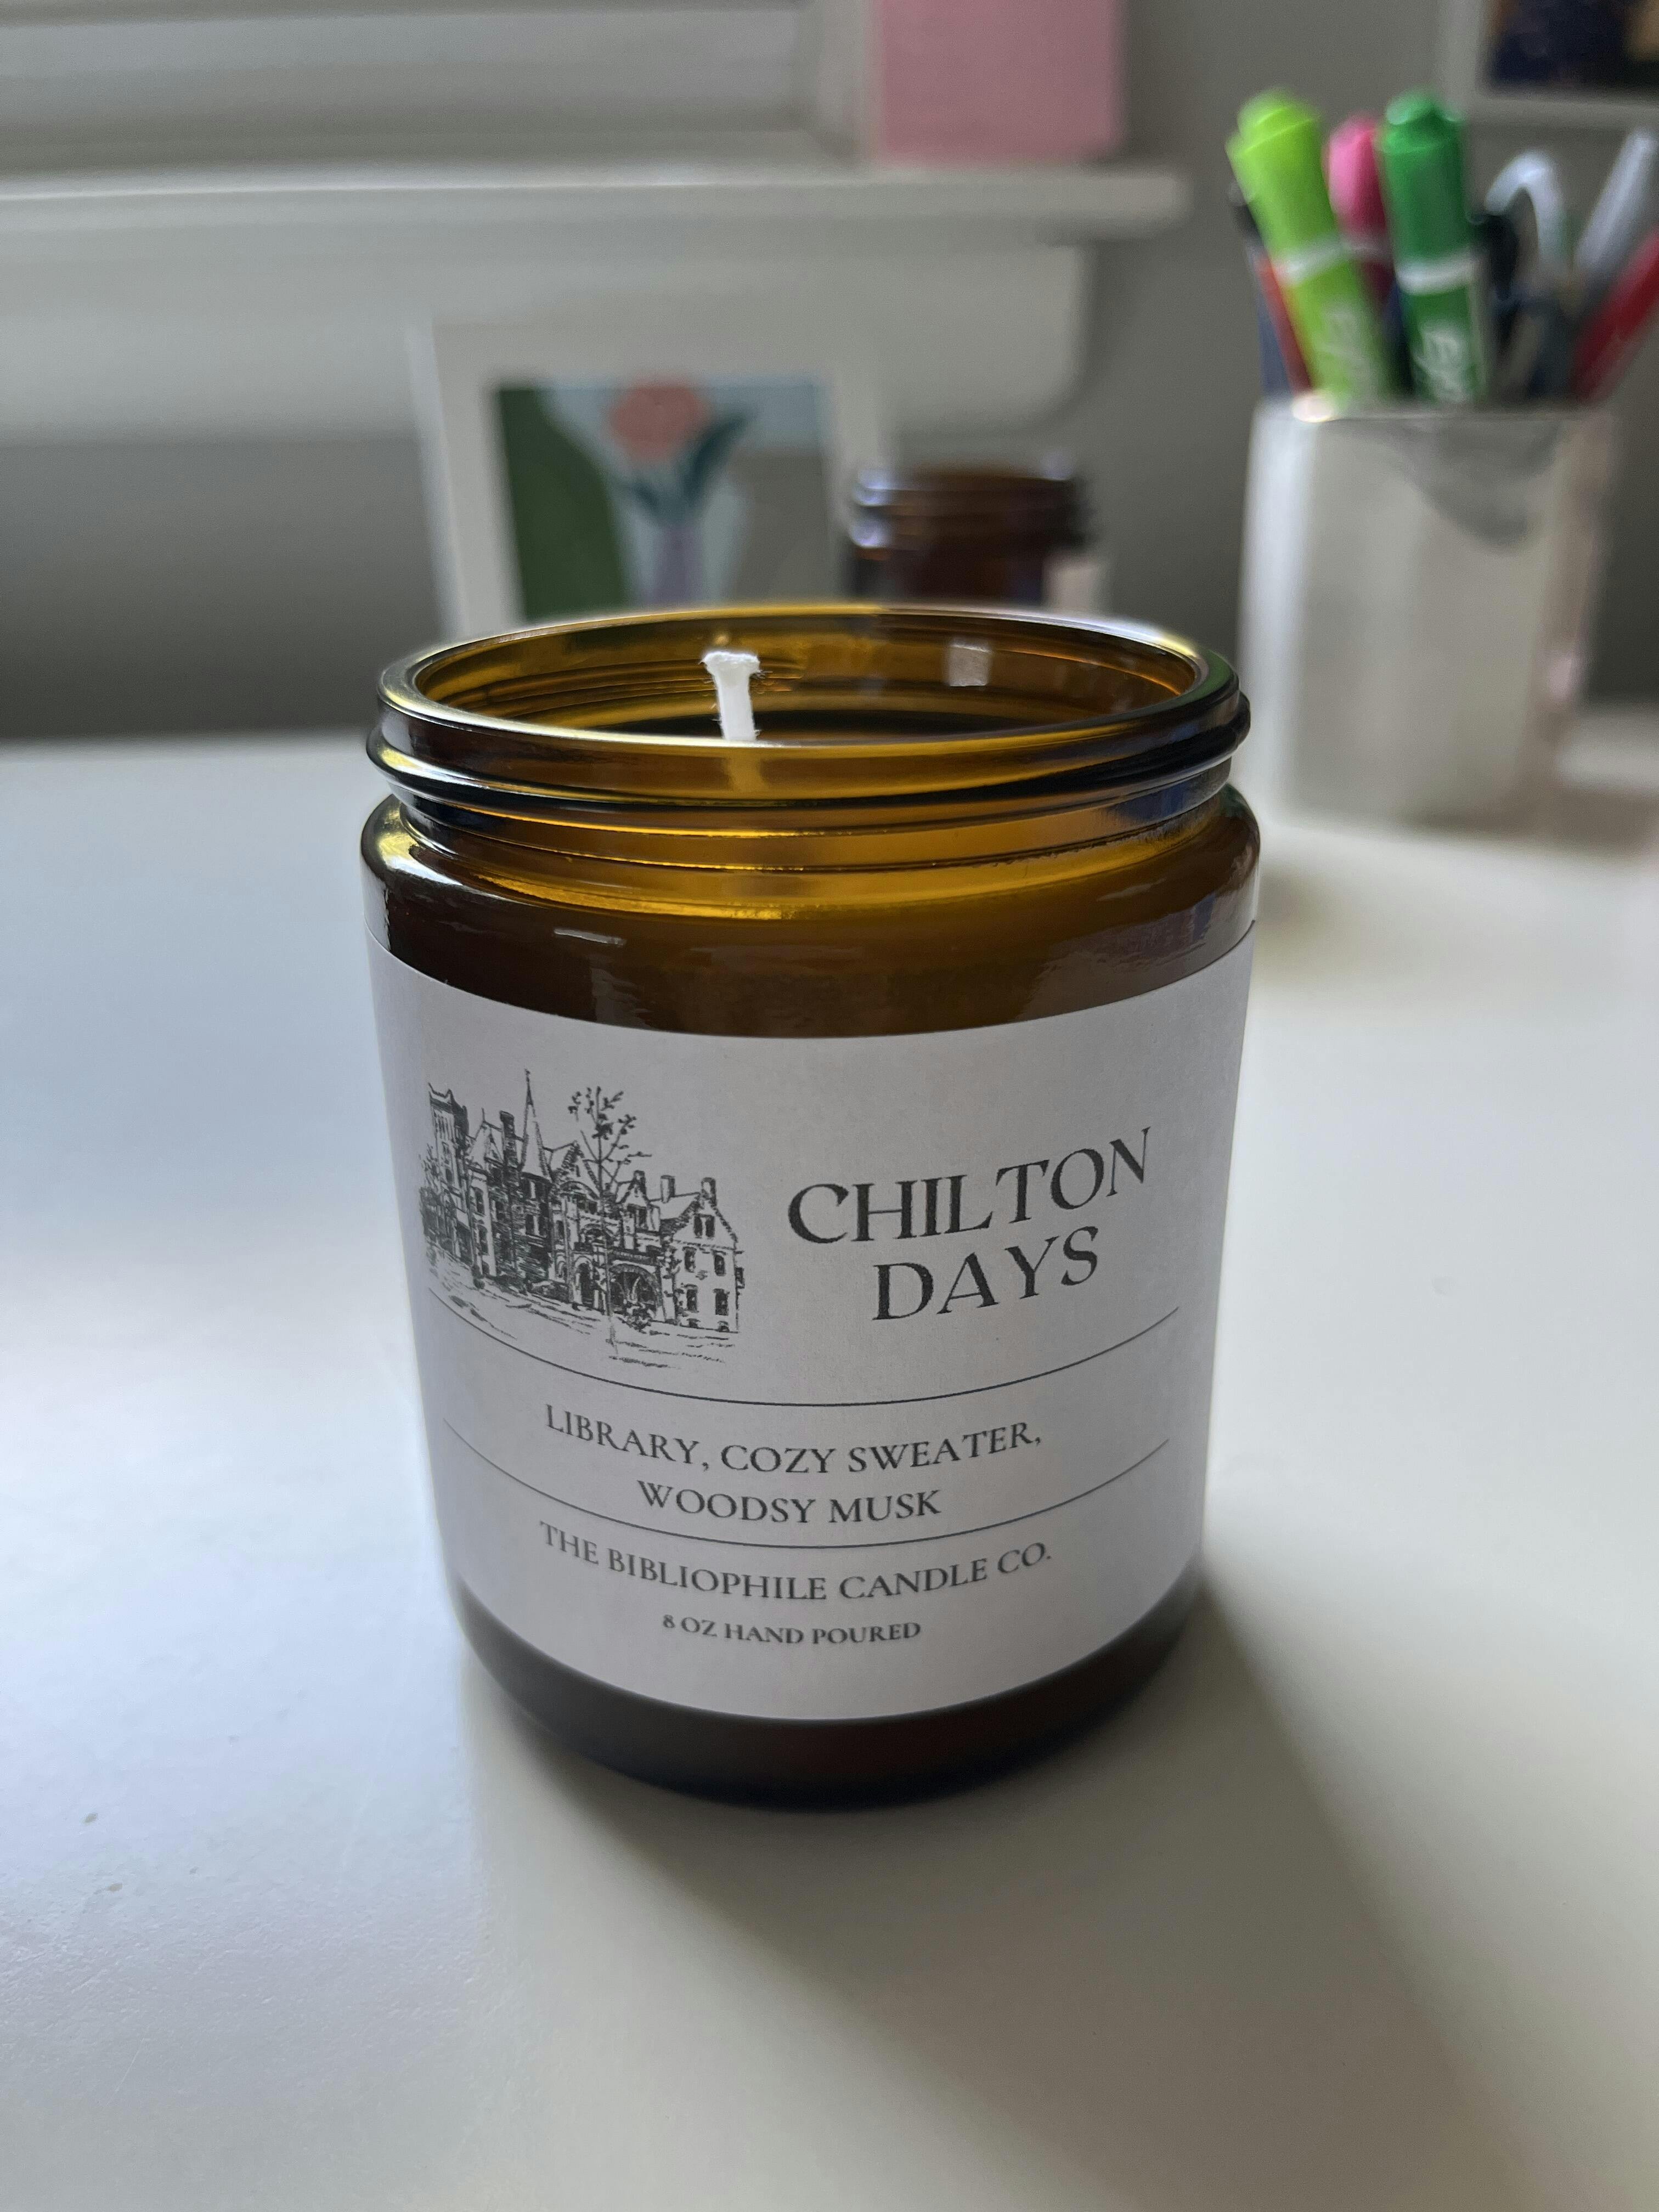 CHILTON
DAYS
LIBRARY, COZY SWEATER,
WOODSY MUSK
THE BIBLIOPHILE CANDLE CO.
8 OZ HAND POURED